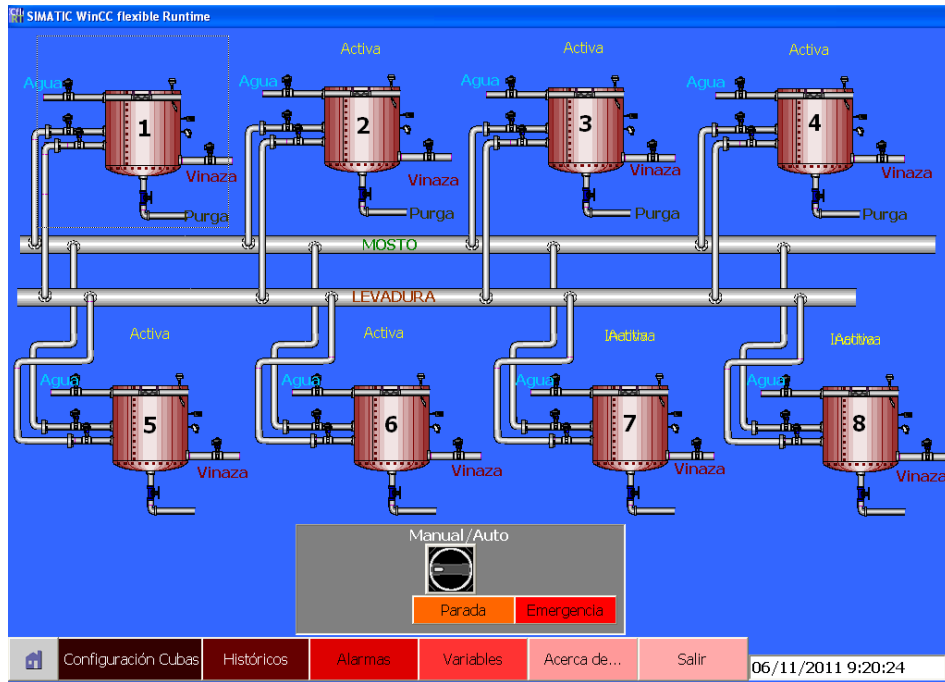 SIMATIC WinCC flexible Runtime
Activa
Activa
Activa
Agua
Agua
Agua
Agua
1
2
3
4
Vinaza
Vinaza
Vinaza
Vinaza
Purga
Purga
Purga
Purga
MOSTO
LEVADURA
Activa
Activa
Agua
Agua
Agua
Agua
5
6
7
8
Vinaza
Vinaza
Vinaza
Vinaza
Manual/Auto
Parada
Emergencia
Configuración Cubas
Históricos
Alarmas
Variables
Acerca de...
Salir
06/11/2011 9:20:24